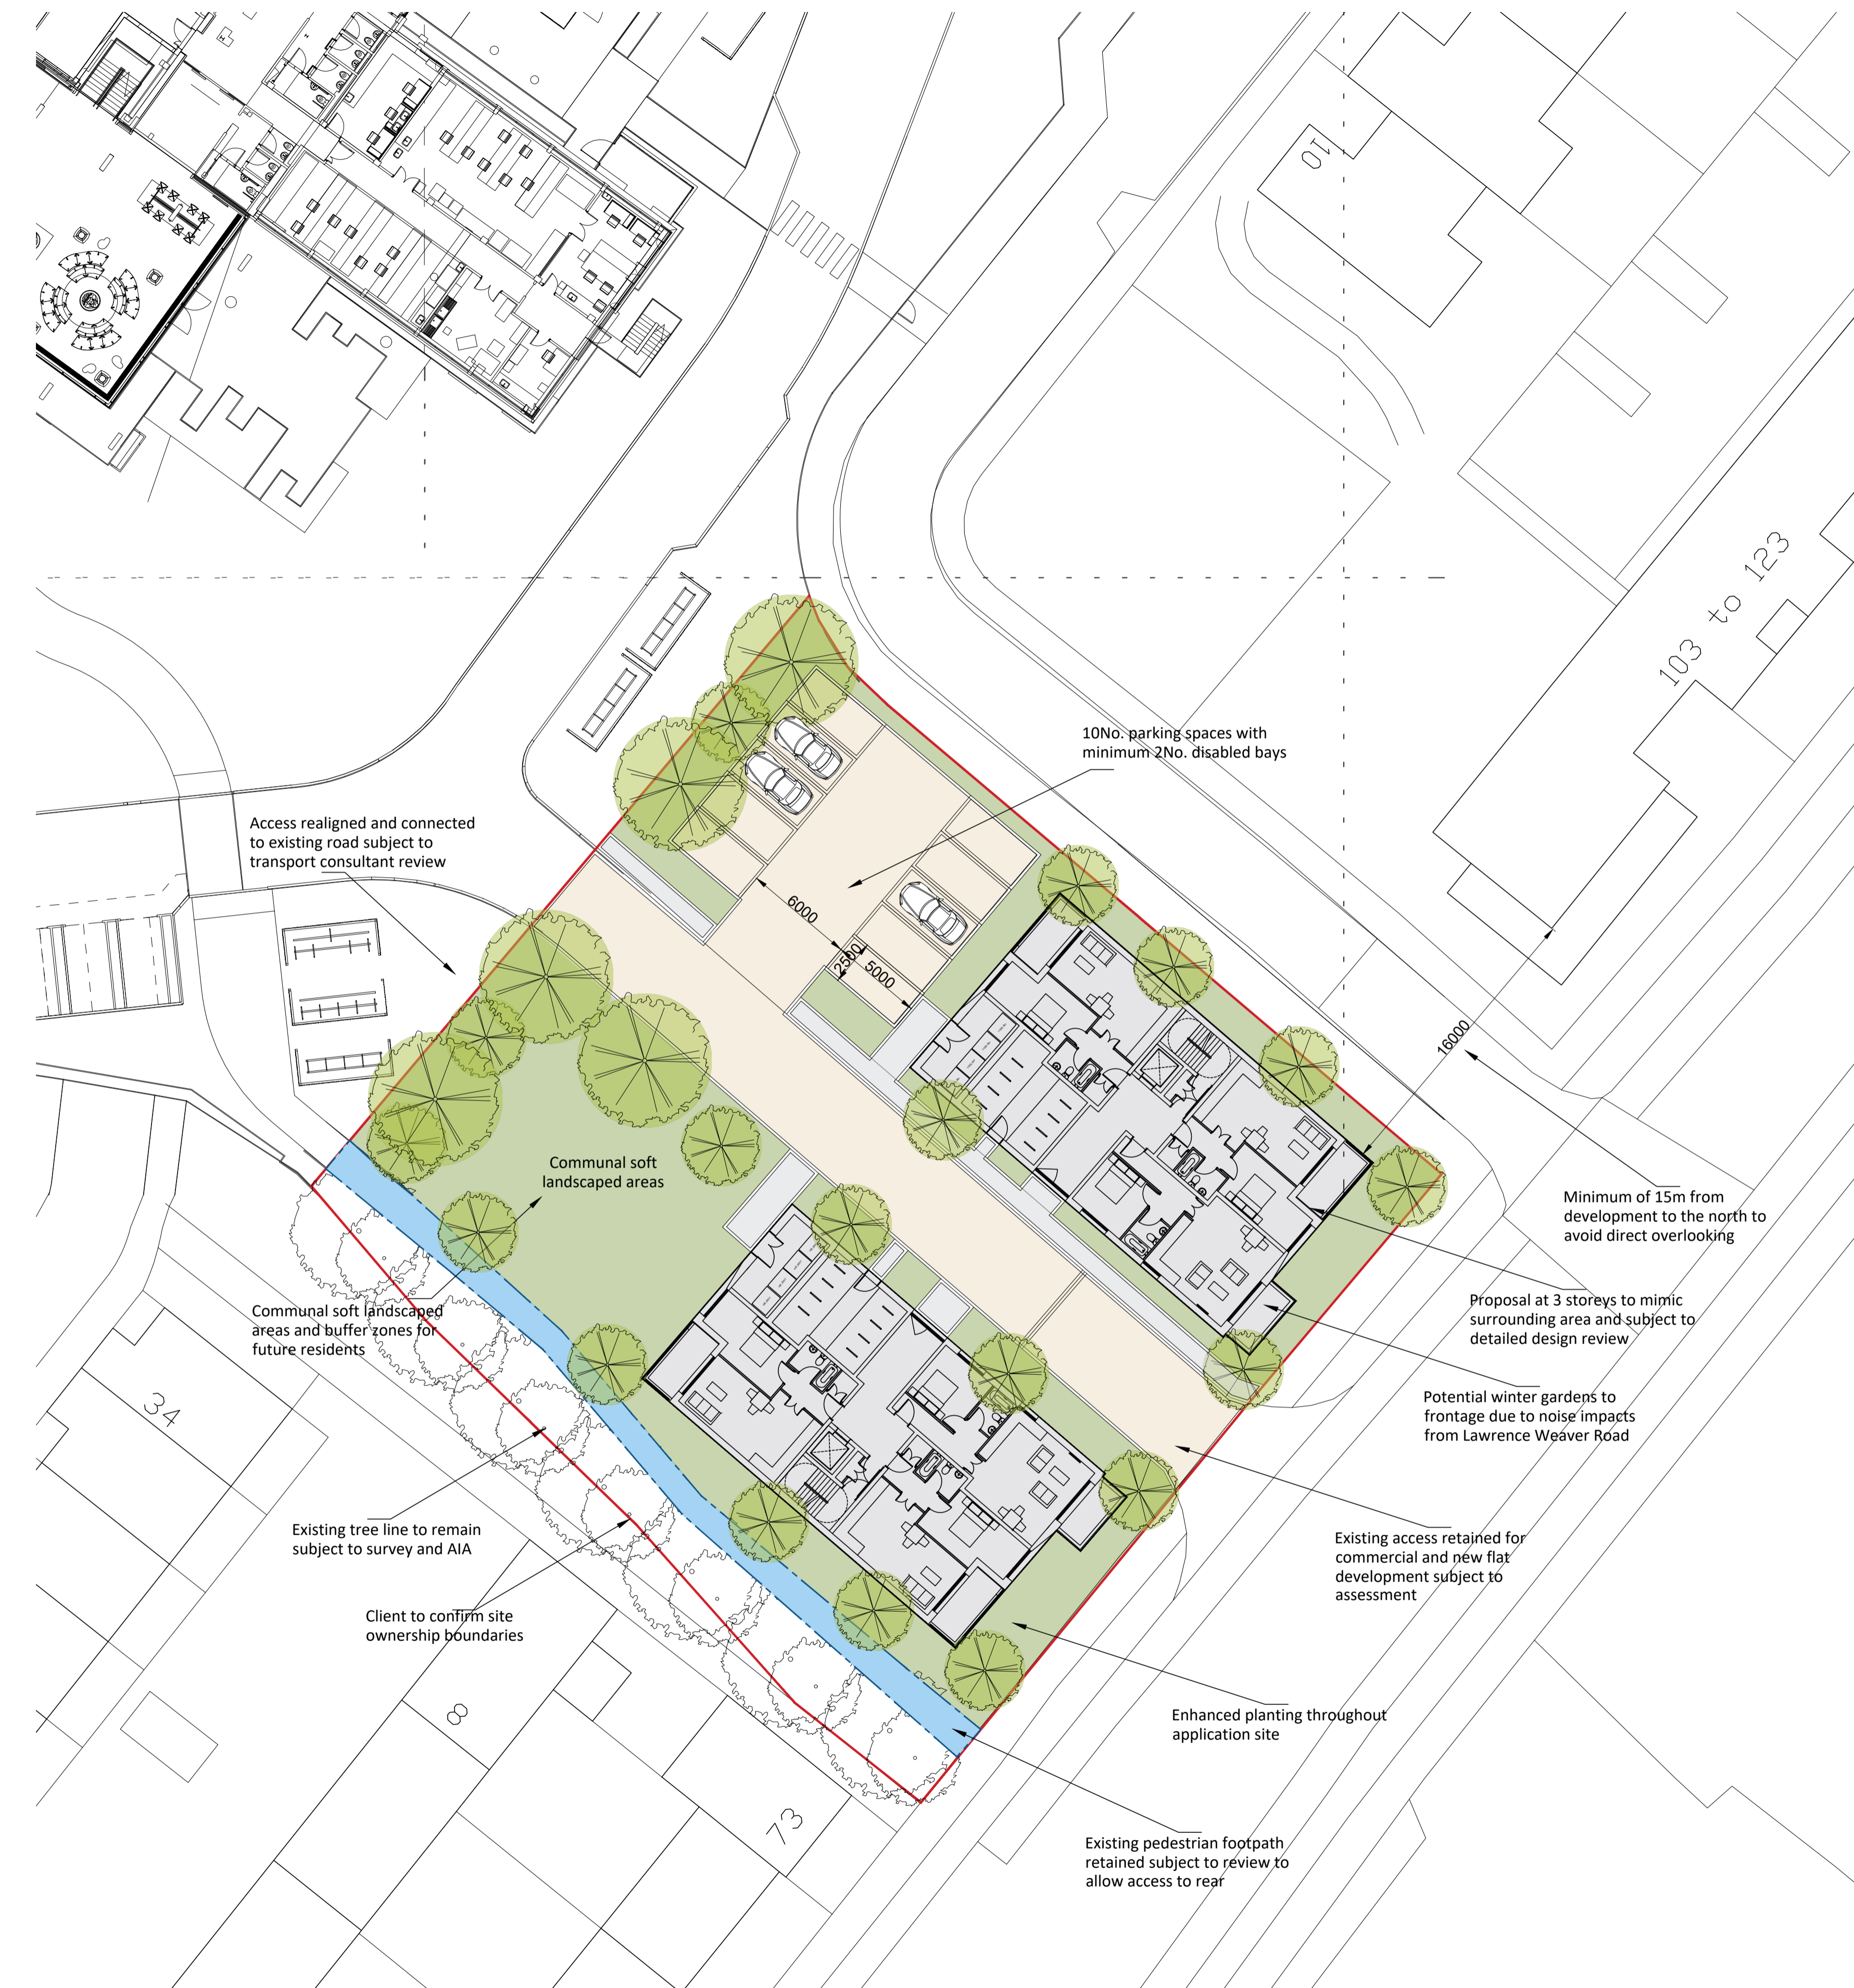 10
103 to 123
10No. parking spaces with
minimum 2No. disabled bays
Access realigned and connected
to existing road subject to
transport consultant review
6000
2500
5000
16000
Communal soft
landscaped areas
Minimum of 15m from
development to the north to
avoid direct overlooking
Proposal at 3 storeys to mimic
surrounding area and subject to
detailed design review
Communal soft landscaped
areas and buffer zones for
future residents
Potential winter gardens to
frontage due to noise impacts
from Lawrence Weaver Road
34
Existing tree line to remain
subject to survey and AIA
Existing access retained for
commercial and new flat
development subject to
assessment
Client to confirm site
ownership boundaries
8
Enhanced planting throughout
application site
73
Existing pedestrian footpath
retained subject to review to
allow access to rear